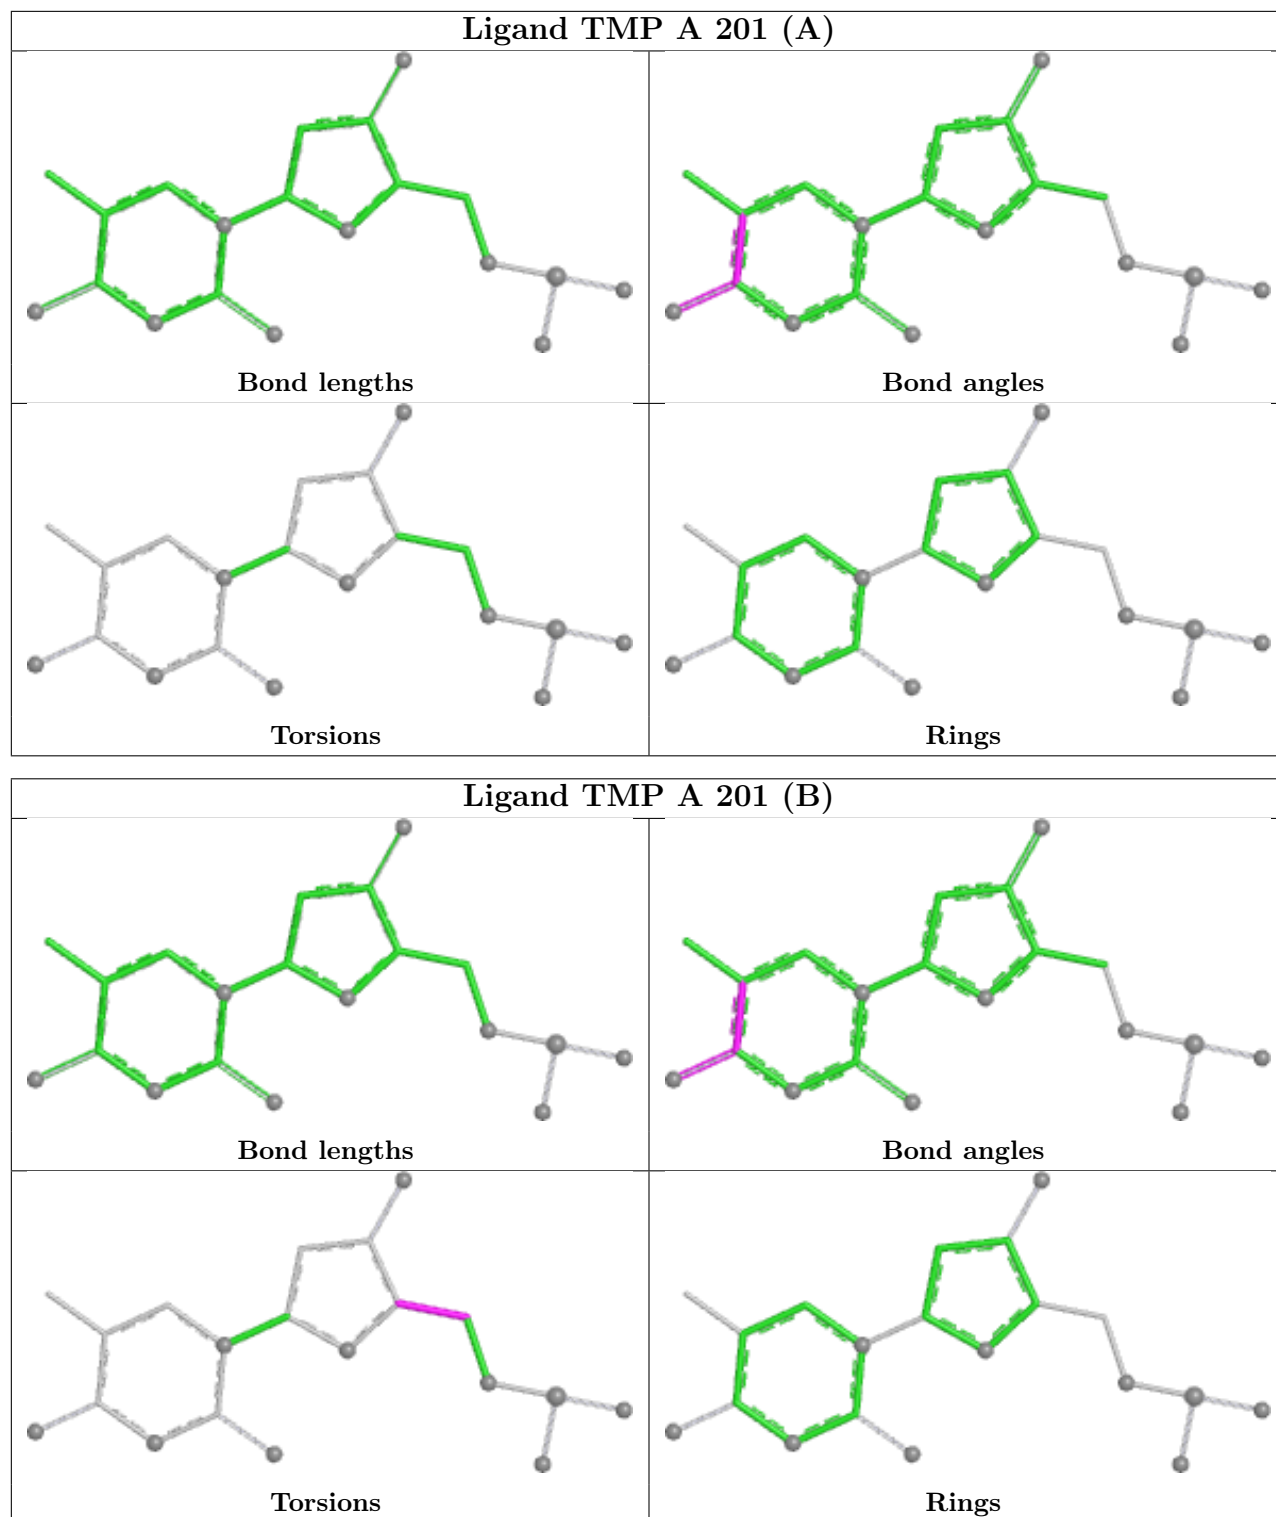 Ligand TMP A 201 (A)
Bond lengths
Bond angles
Torsions
Rings
Ligand TMP A 201 (B)
Bond lengths
Bond angles
Torsions
Rings